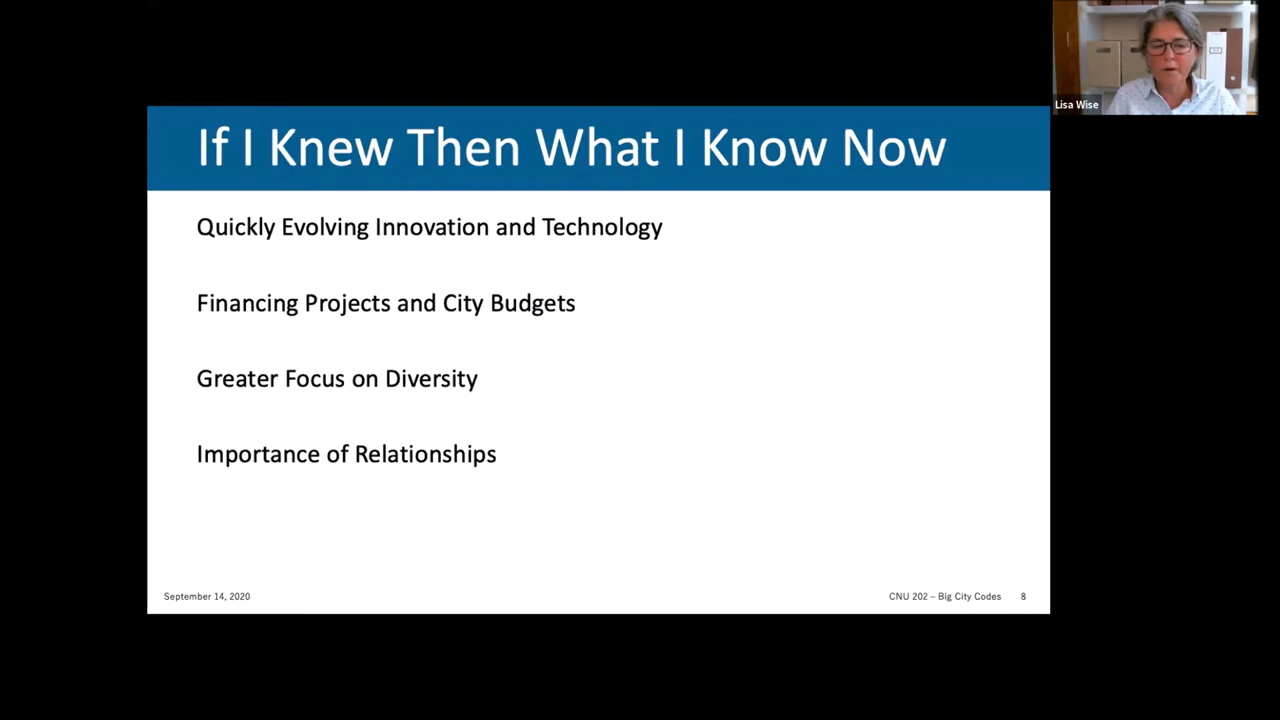 If I Knew Then What I Know Now
Lisa Wise
Quickly Evolving Innovation and Technology
Financing Projects and City Budgets
Greater Focus on Diversity
Importance of Relationships
September 14, 2020
CNU 202 – Big City Codes
8